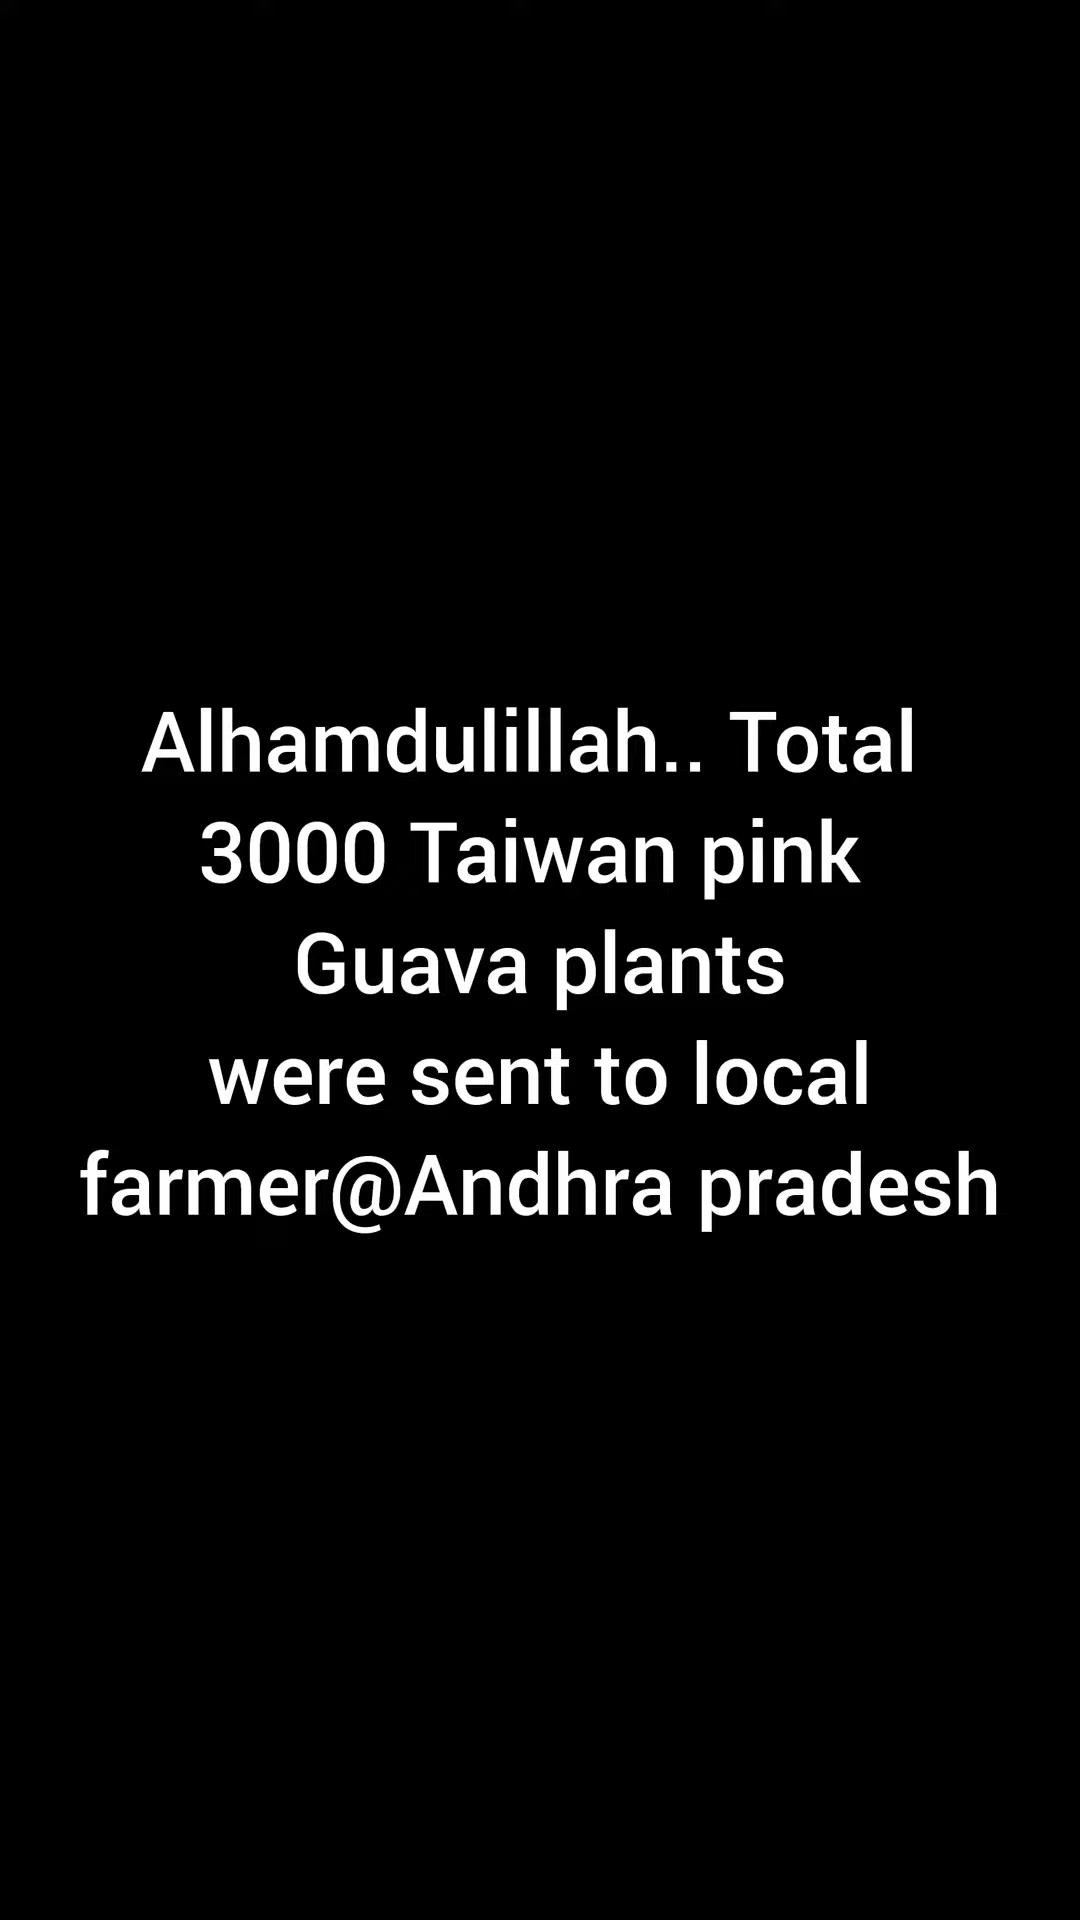 Alhamdulillah.. Total
3000 Taiwan pink
Guava plants
were sent to local
farmer@Andhra pradesh